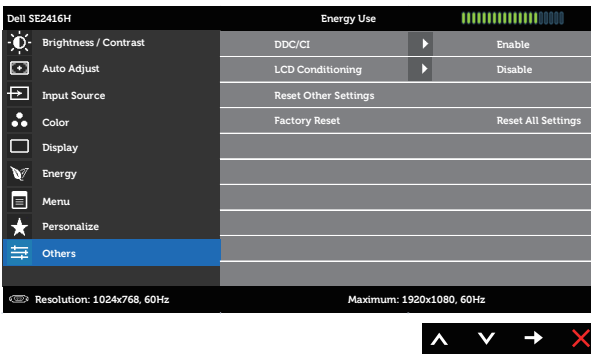 Dell SE2416H Energy Use
Brightness / Contrast DDC/CI Enable
Auto Adjust LCD Conditioning Disable
Input Source Reset Other Settings
Color Factory Reset Reset All Settings
Display
Energy
Menu
Personalize
Others
Resolution: 1024x768, 60Hz Maximum: 1920x1080, 60Hz